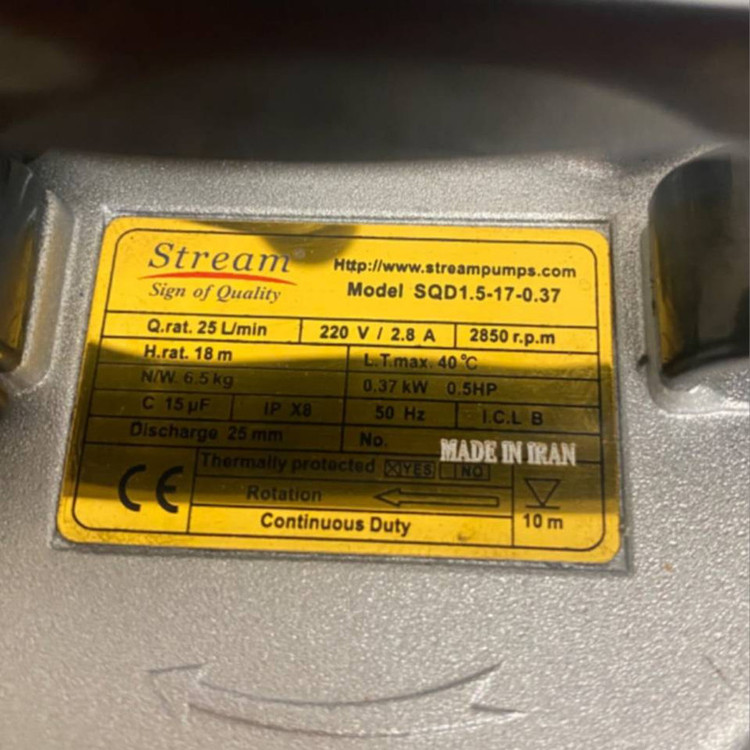 Stream®
Sign of Quality
Http://www.streampumps.com
Model SQD1.5-17-0.37
Q.rat. 25 L/min 220 V / 2.8 A 2850 r.p.m
H.rat. 18 m L.T.max. 40 °C
N/W. 6.5 kg 0.37 kW 0.5HP
C 15 µF IP X8 50 Hz I.C.L B
Discharge 25 mm No. MADE IN IRAN
Thermally protected YES NO
CE Rotation
Continuous Duty 10 m